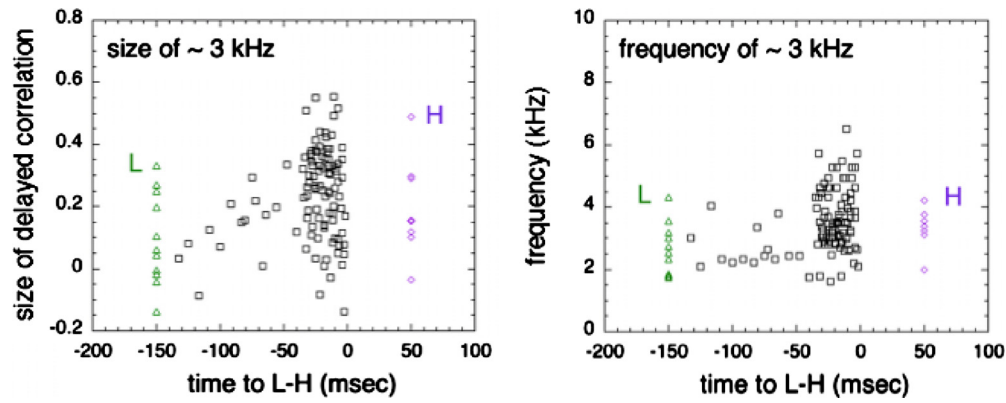 size of ~ 3 kHz
size of delayed correlation
0.8
0.6
0.4
0.2
0
-0.2
L
H
-200 -150 -100 -50 0 50 100
time to L-H (msec)
frequency of ~ 3 kHz
frequency (kHz)
10
8
6
4
2
0
L
H
-200 -150 -100 -50 0 50 100
time to L-H (msec)